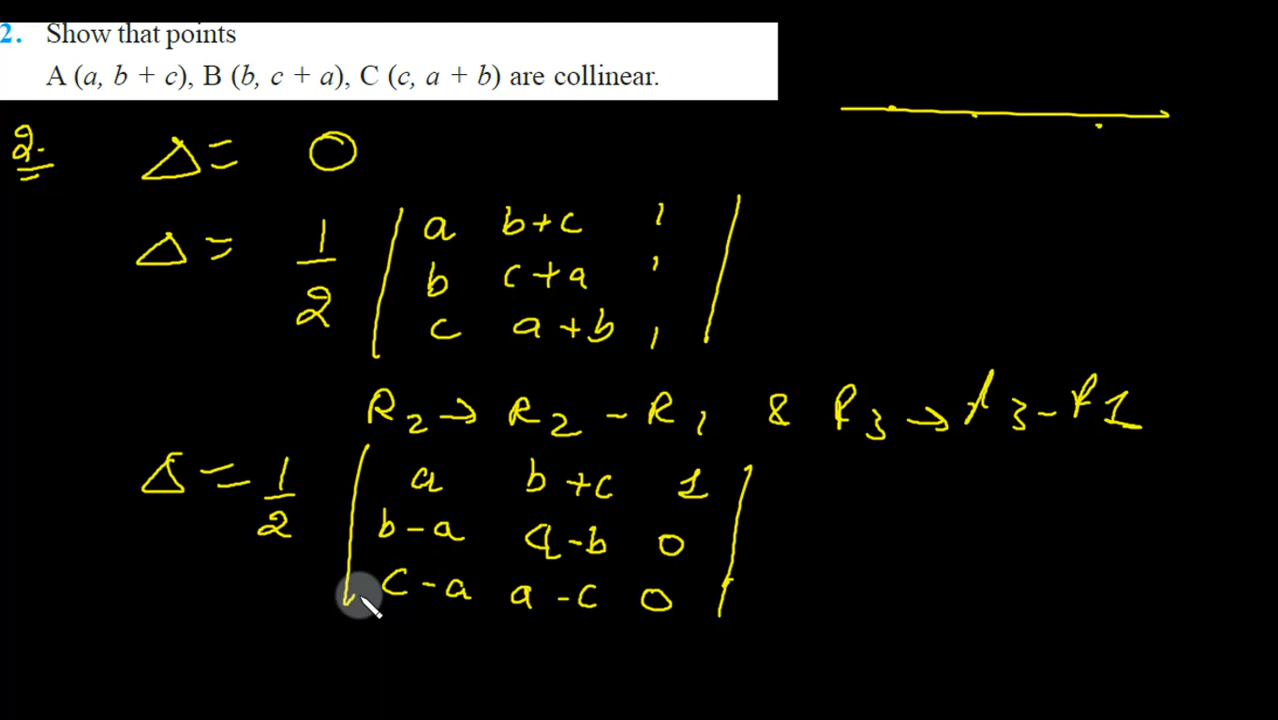 2. Show that points
A (a, b + c), B (b, c + a), C (c, a + b) are collinear.
2. Δ = 0
Δ = 1/2 | a b+c 1 |
| b c+a 1 |
| c a+b 1 |
R2 → R2 - R1 & R3 → R3 - R1
Δ = 1/2 | a b+c 1 |
| b-a a-b 0 |
| c-a a-c 0 |